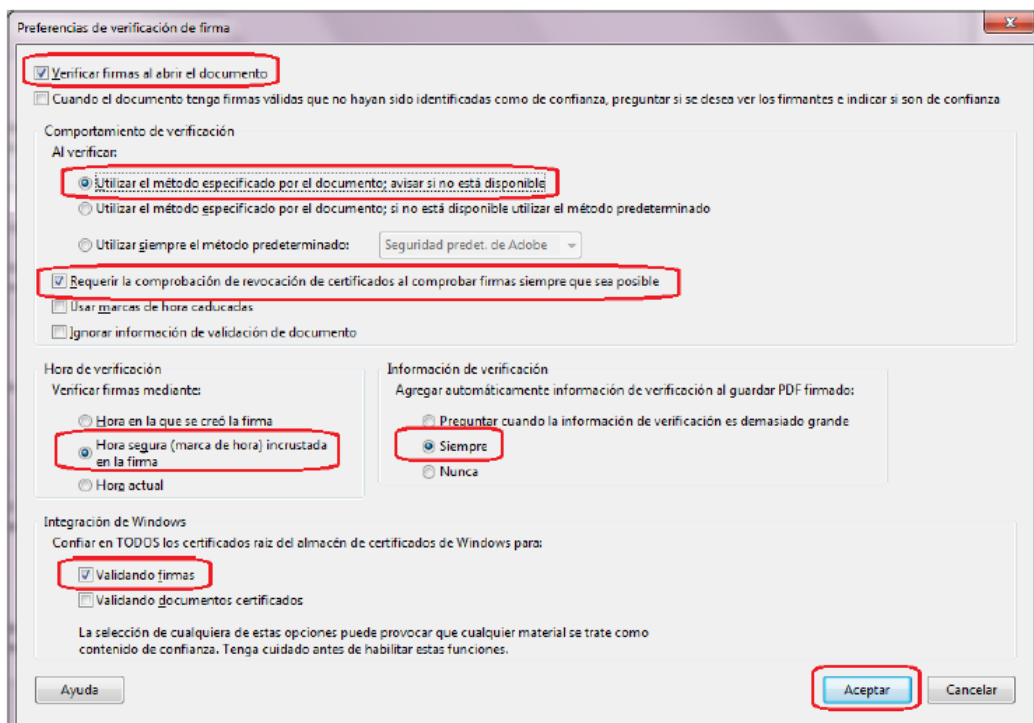 Preferencias de verificación de firma
Verificar firmas al abrir el documento
Cuando el documento tenga firmas válidas que no hayan sido identificadas como de confianza, preguntar si se desea ver los firmantes e indicar si son de confianza
Comportamiento de verificación
Al verificar:
Utilizar el método especificado por el documento; avisar si no está disponible
Utilizar el método especificado por el documento; si no está disponible utilizar el método predeterminado
Utilizar siempre el método predeterminado: Seguridad predet. de Adobe
Requerir la comprobación de revocación de certificados al comprobar firmas siempre que sea posible
Usar marcas de hora caducadas
Ignorar información de validación de documento
Hora de verificación
Verificar firmas mediante:
Hora en la que se creó la firma
Hora segura (marca de hora) incrustada
en la firma
Hora actual
Información de verificación
Agregar automáticamente información de verificación al guardar PDF firmado:
Preguntar cuando la información de verificación es demasiado grande
Siempre
Nunca
Integración de Windows
Confiar en TODOS los certificados raíz del almacén de certificados de Windows para:
Validando firmas
Validando documentos certificados
La selección de cualquiera de estas opciones puede provocar que cualquier material se trate como
contenido de confianza. Tenga cuidado antes de habilitar estas funciones.
Ayuda
Aceptar
Cancelar